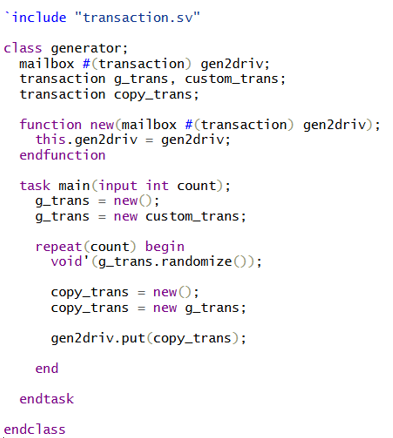 `include "transaction.sv"
class generator;
mailbox #(transaction) gen2driv;
transaction g_trans, custom_trans;
transaction copy_trans;
function new(mailbox #(transaction) gen2driv);
this.gen2driv = gen2driv;
endfunction
task main(input int count);
g_trans = new();
g_trans = new custom_trans;
repeat(count) begin
void'(g_trans.randomize());
copy_trans = new();
copy_trans = new g_trans;
gen2driv.put(copy_trans);
end
endtask
endclass